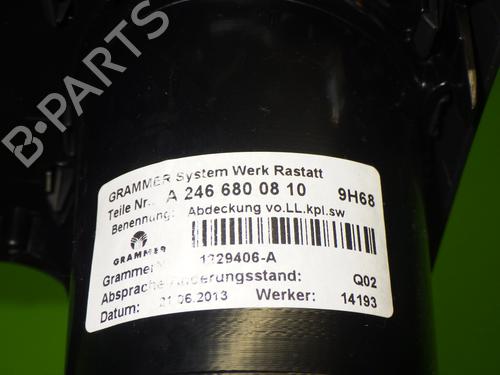 B-PARTS
GRAMMER System Werk Rastatt
Teile Nr.: A 246 680 08 10 9H68
Benennung: Abdeckung vo.LL.kpl.sw
GRAMMER
Grammer 1329406-A
Absprache Änderungsstand: Q02
Datum: 21.06.2013 Werker: 14193